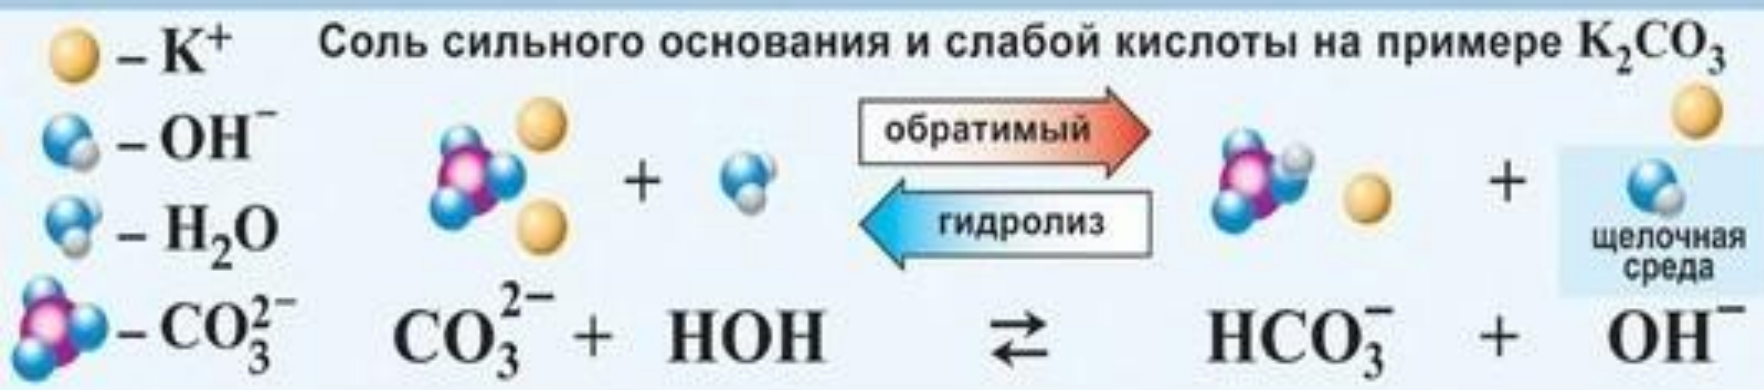 – K⁺
Соль сильного основания и слабой кислоты на примере K₂CO₃
– OH⁻
– H₂O
– CO₃²⁻
+
обратимый
гидролиз
+
щелочная
среда
CO₃²⁻ + HOH ⇄ HCO₃⁻ + OH⁻